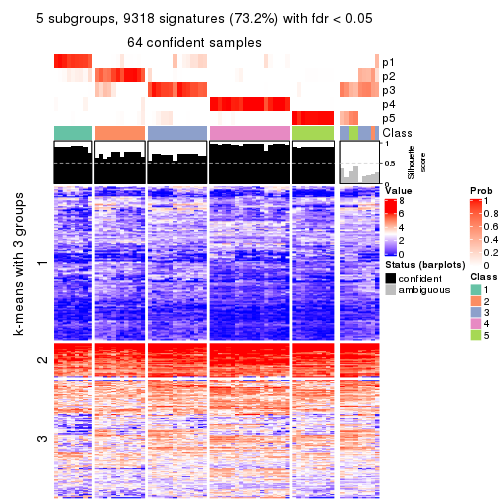 5 subgroups, 9318 signatures (73.2%) with fdr < 0.05
64 confident samples
p1
p2
p3
p4
p5
Class
1
0.5
0
Silhouette
score
k-means with 3 groups
1
2
3
Value
8
6
4
2
0
Status (barplots)
confident
ambiguous
Prob
1
0.8
0.6
0.4
0.2
0
Class
1
2
3
4
5